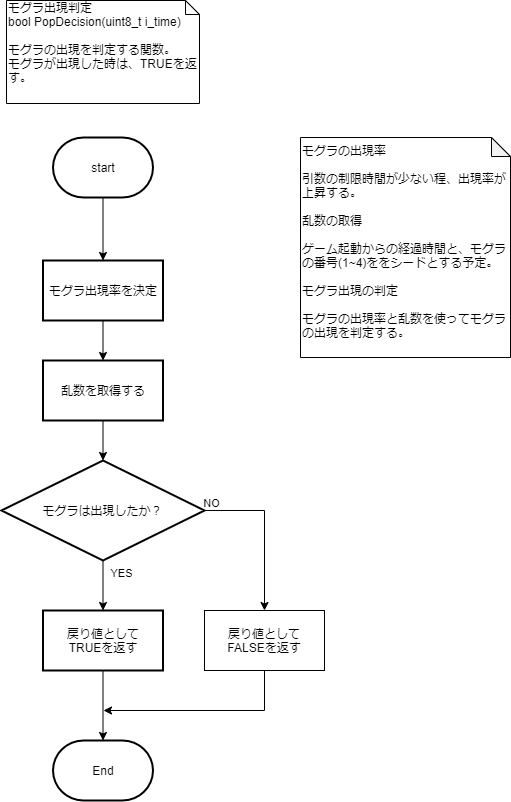 モグラ出現判定
bool PopDecision(uint8_t i_time)
モグラの出現を判定する関数。
モグラが出現した時は、TRUEを返
す。
start
モグラの出現率
引数の制限時間が少ない程、出現率が
上昇する。
乱数の取得
ゲーム起動からの経過時間と、モグラ
の番号(1~4)ををシードとする予定。
モグラ出現の判定
モグラの出現率と乱数を使ってモグラ
の出現を判定する。
モグラ出現率を決定
乱数を取得する
モグラは出現したか？
NO
YES
戻り値として
TRUEを返す
戻り値として
FALSEを返す
End